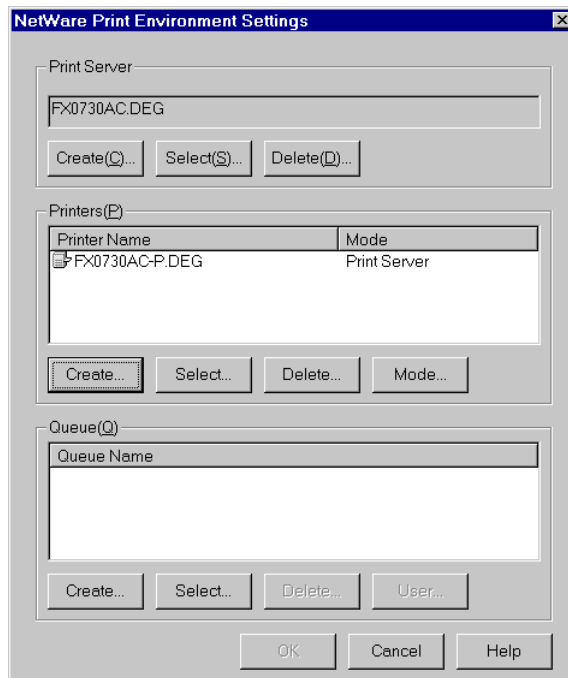 NetWare Print Environment Settings
Print Server
FX0730AC.DEG
Create(C)... Select(S)... Delete(D)...
Printers(P)
Printer Name Mode
FX0730AC-P.DEG Print Server
Create... Select... Delete... Mode...
Queue(Q)
Queue Name
Create... Select... Delete... User...
OK Cancel Help